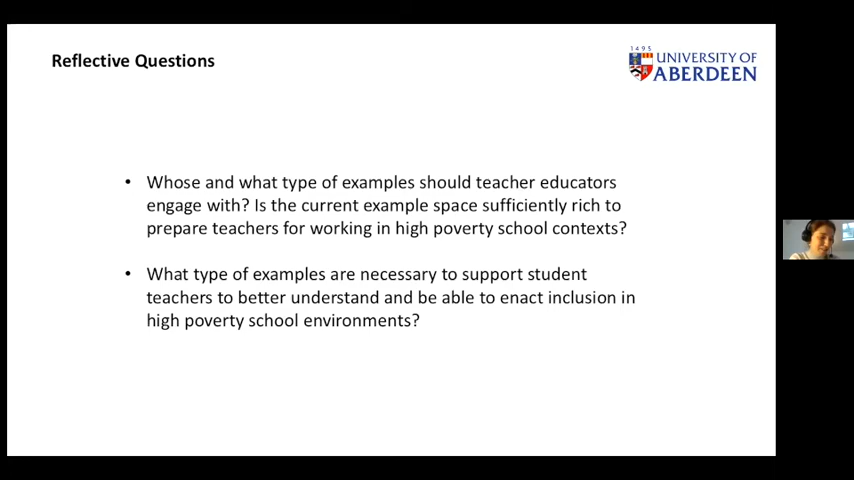 Reflective Questions
1495
UNIVERSITY OF
ABERDEEN
• Whose and what type of examples should teacher educators
engage with? Is the current example space sufficiently rich to
prepare teachers for working in high poverty school contexts?
• What type of examples are necessary to support student
teachers to better understand and be able to enact inclusion in
high poverty school environments?